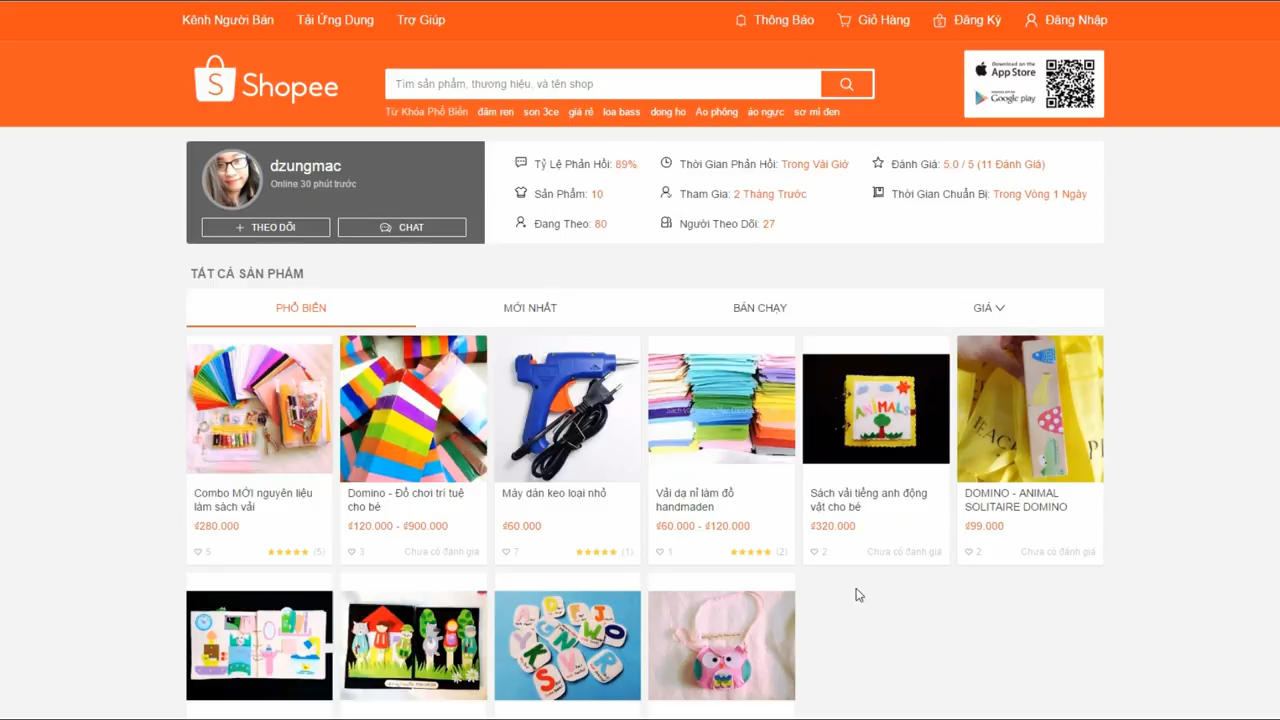 Kênh Người Bán Tải Ứng Dụng Trợ Giúp Thông Báo Giỏ Hàng Đăng Ký Đăng Nhập
Shopee
Tìm sản phẩm, thương hiệu, và tên shop
Download on the
App Store
Google play
Từ Khóa Phổ Biến đầm ren son 3ce giá rẻ loa bass dong ho Áo phông áo ngực sơ mi đen
dzungmac
Online 30 phút trước
THEO DÕI CHAT
Tỷ Lệ Phản Hồi: 89% Thời Gian Phản Hồi: Trong Vài Giờ Đánh Giá: 5.0 / 5 (11 Đánh Giá)
Sản Phẩm: 10 Tham Gia: 2 Tháng Trước Thời Gian Chuẩn Bị: Trong Vòng 1 Ngày
Đang Theo: 80 Người Theo Dõi: 27
TẤT CẢ SẢN PHẨM
PHỔ BIẾN MỚI NHẤT BÁN CHẠY GIÁ
ANIMALS
Combo MỚI nguyên liệu
làm sách vải
₫280.000
5 (5)
Domino - Đồ chơi trí tuệ
cho bé
₫120.000 - ₫900.000
3 Chưa có đánh giá
Máy dán keo loại nhỏ
₫60.000
7 (1)
Vải dạ nỉ làm đồ
handmaden
₫60.000 - ₫120.000
1 (2)
Sách vải tiếng anh động
vật cho bé
₫320.000
2 Chưa có đánh giá
DOMINO - ANIMAL
SOLITAIRE DOMINO
₫99.000
2 Chưa có đánh giá